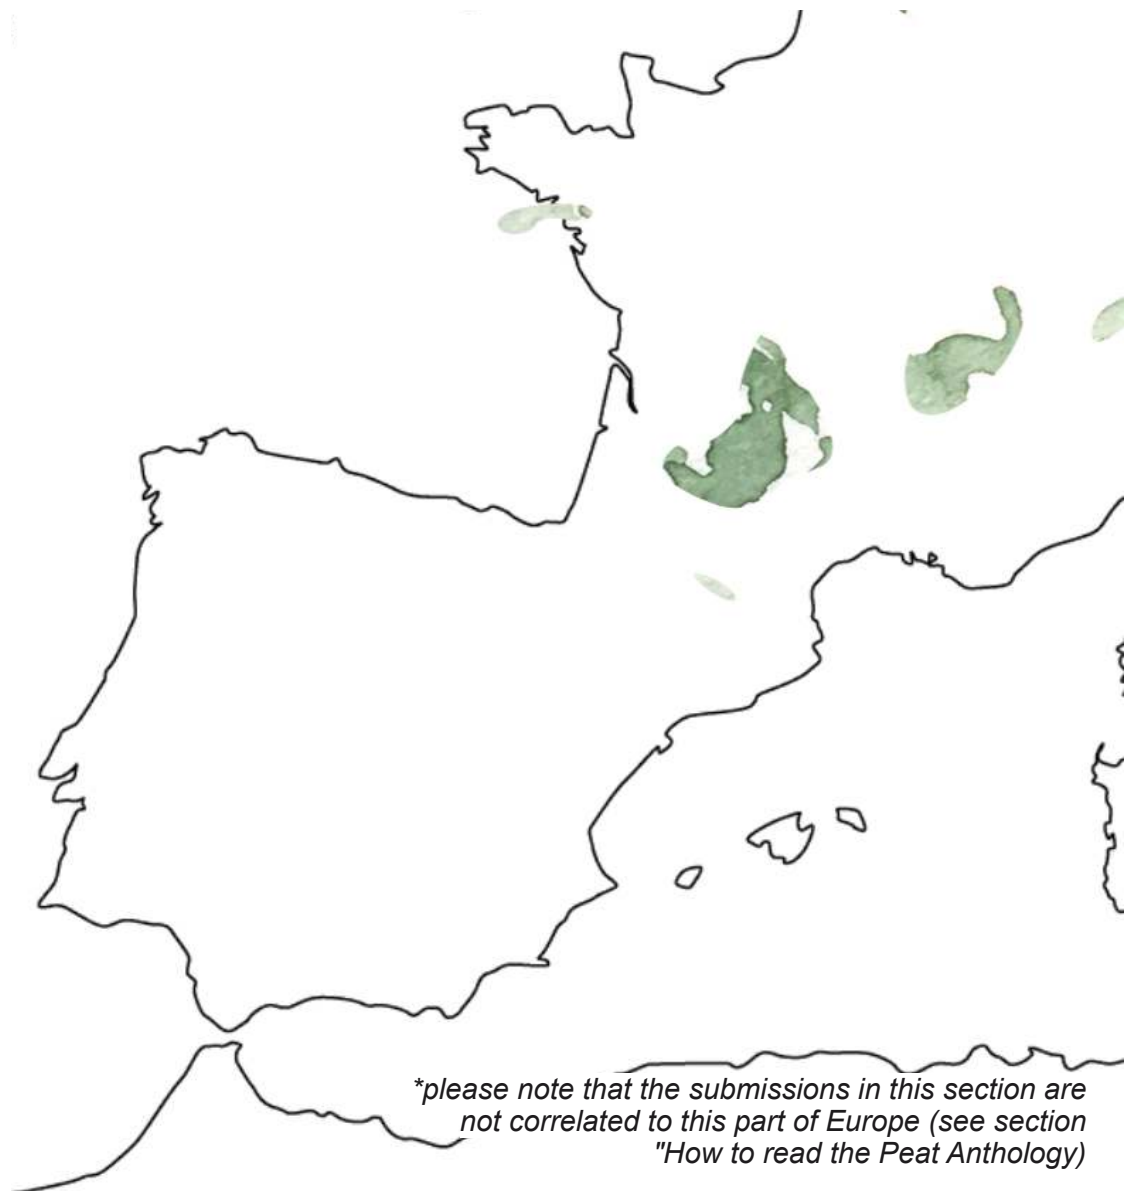 *please note that the submissions in this section are
not correlated to this part of Europe (see section
"How to read the Peat Anthology)